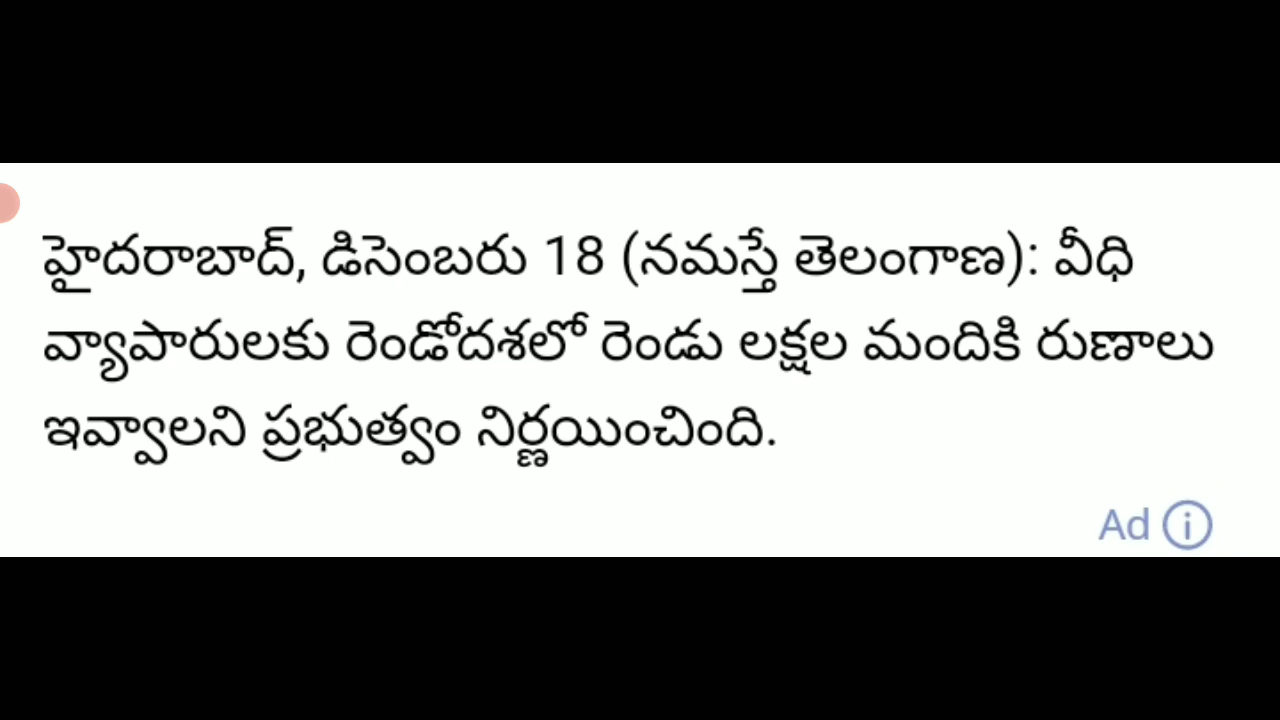 హైదరాబాద్, డిసెంబరు 18 (నమస్తే తెలంగాణ): వీధి
వ్యాపారులకు రెండోదశలో రెండు లక్షల మందికి రుణాలు
ఇవ్వాలని ప్రభుత్వం నిర్ణయించింది.
Ad i